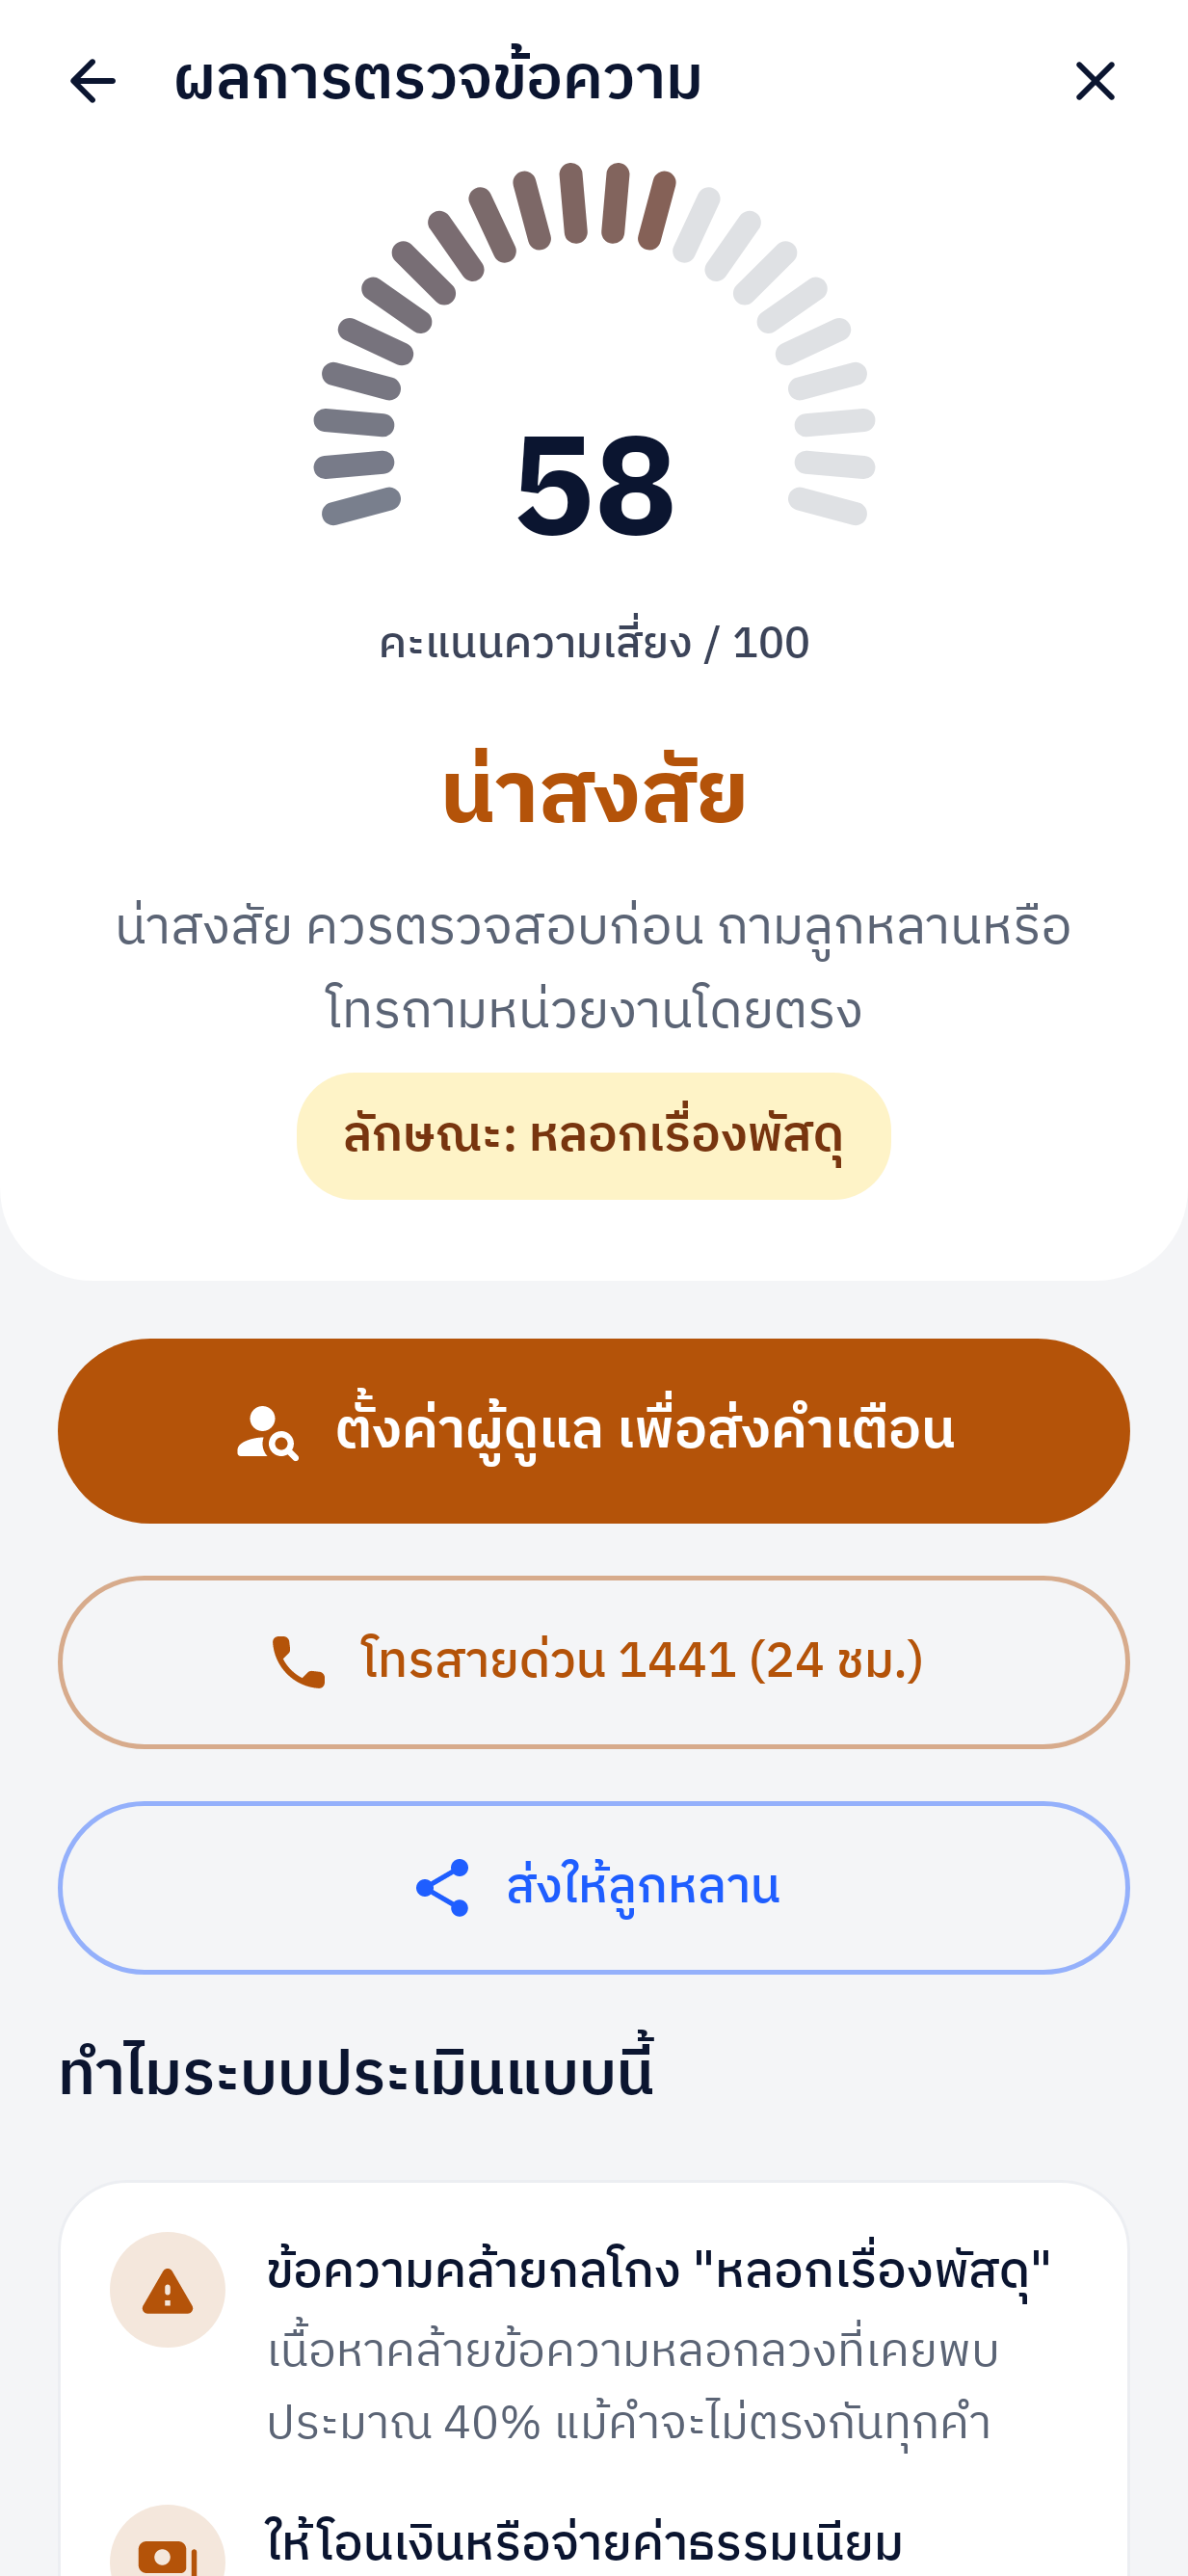 ผลการตรวจข้อความ
58
คะแนนความเสี่ยง / 100
น่าสงสัย
น่าสงสัย ควรตรวจสอบก่อน ถามลูกหลานหรือ
โทรถามหน่วยงานโดยตรง
ลักษณะ: หลอกเรื่องพัสดุ
ตั้งค่าผู้ดูแล เพื่อส่งคำเตือน
โทรสายด่วน 1441 (24 ชม.)
ส่งให้ลูกหลาน
ทำไมระบบประเมินแบบนี้
ข้อความคล้ายกลโกง "หลอกเรื่องพัสดุ"
เนื้อหาคล้ายข้อความหลอกลวงที่เคยพบ
ประมาณ 40% แม้คำจะไม่ตรงกันทุกคำ
ให้โอนเงินหรือจ่ายค่าธรรมเนียม